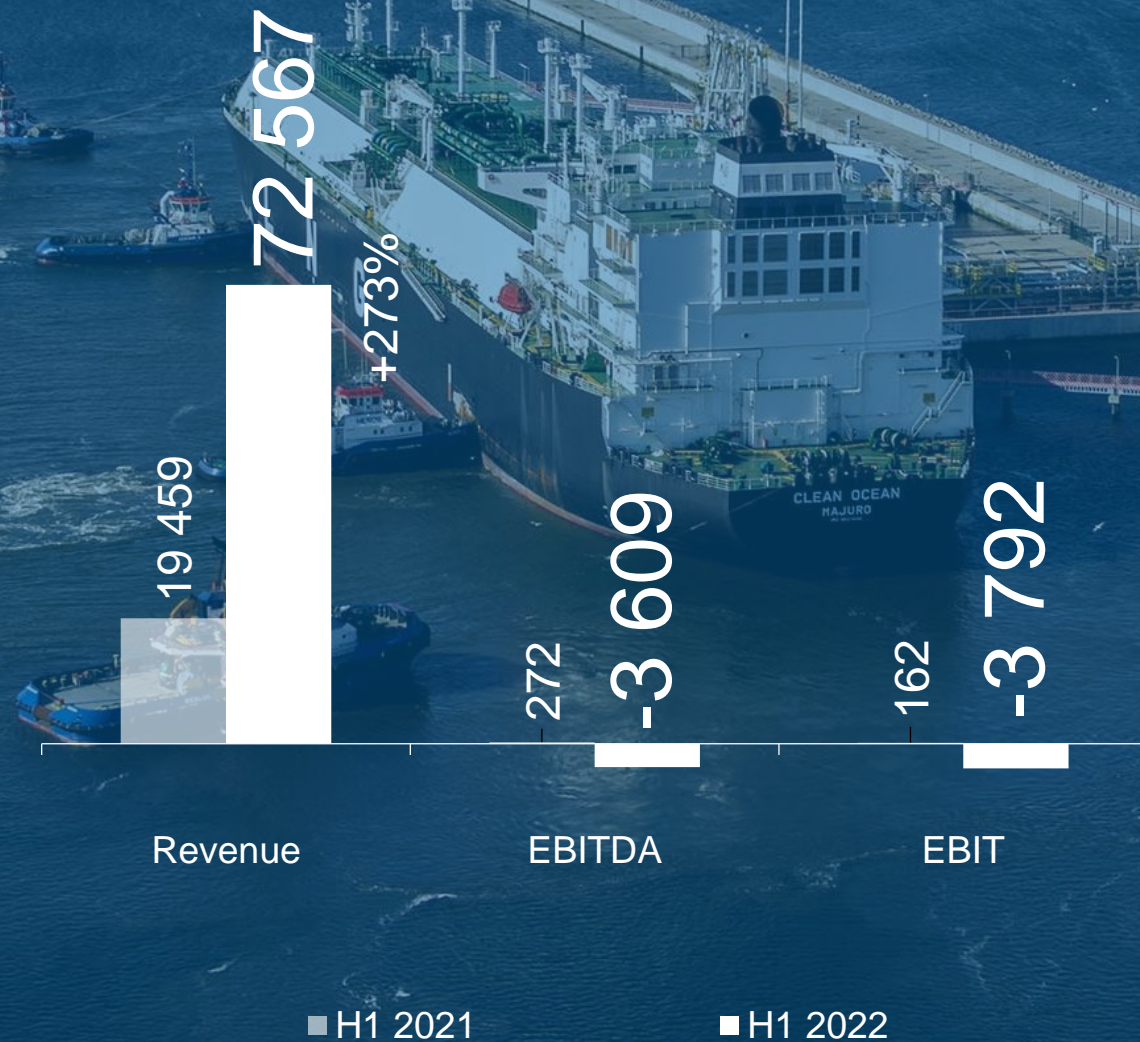 72 567
+273%
19 459
CLEAN OCEAN
MAJURO
-3 609
-3 792
272
162
Revenue
EBITDA
EBIT
H1 2021
H1 2022